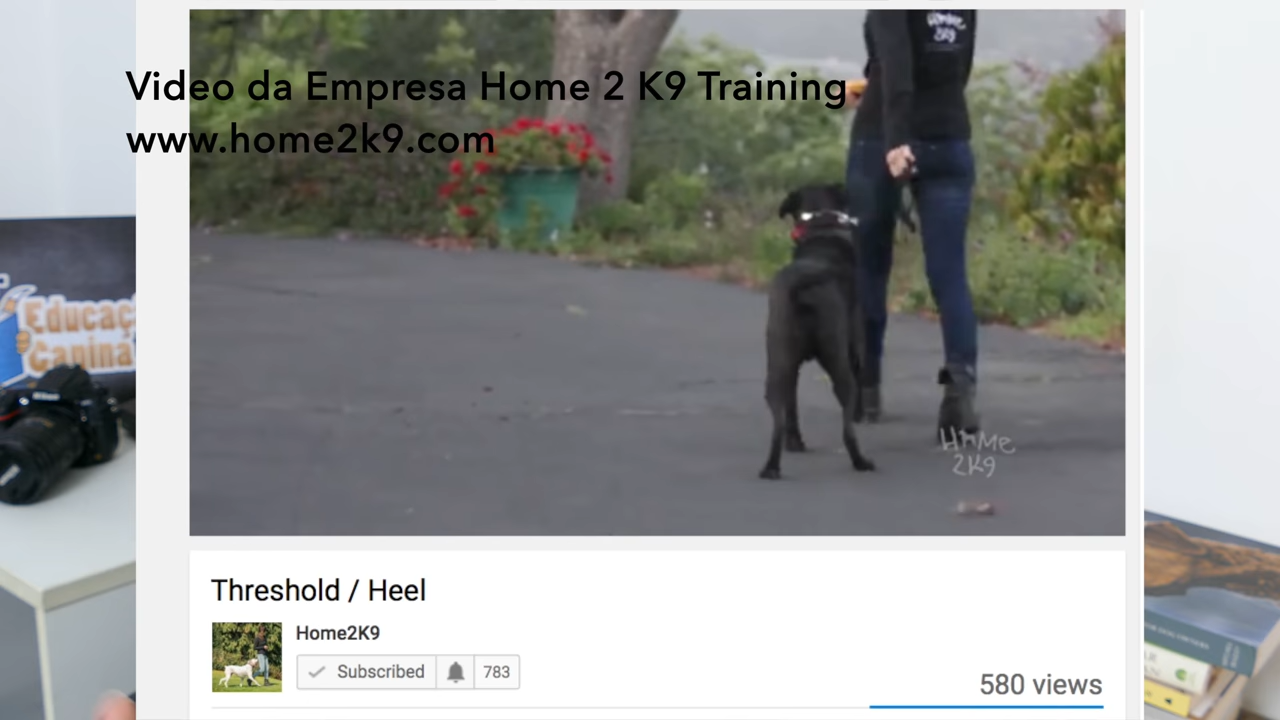 Video da Empresa Home 2 K9 Training
www.home2k9.com
HoMe
2K9
Educaç
Canina
Threshold / Heel
Home2K9
Subscribed
783
580 views